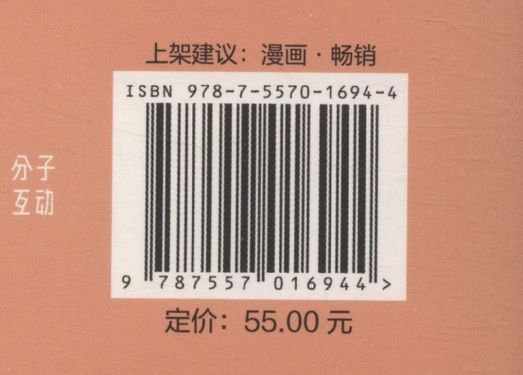 上架建议：漫画·畅销
ISBN 978-7-5570-1694-4
分子
互动
9 787557 016944 >
定价：55.00 元